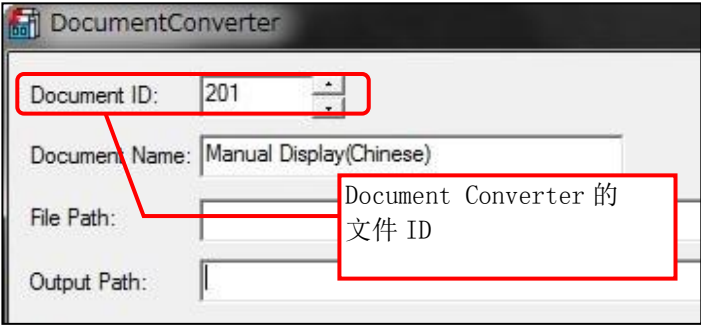 DocumentConverter
Document ID: 201
Document Name: Manual Display(Chinese)
Document Converter 的
文件 ID
File Path:
Output Path: